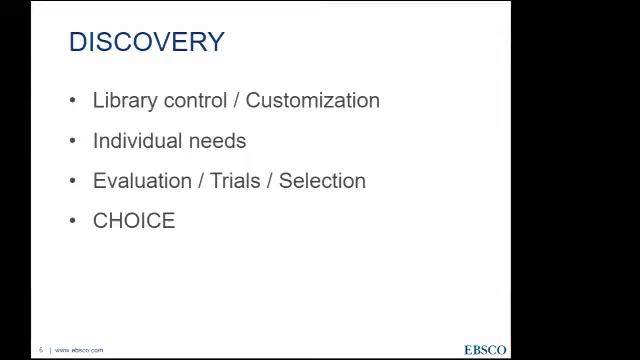 DISCOVERY
• Library control / Customization
• Individual needs
• Evaluation / Trials / Selection
• CHOICE
6 | www.ebsco.com
EBSCO